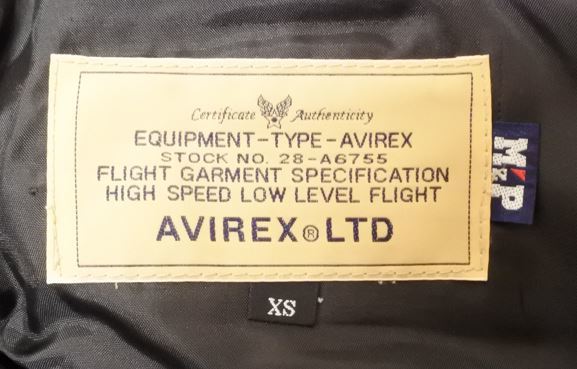 Certificate Authenticity
EQUIPMENT-TYPE-AVIREX
STOCK NO. 28-A6755
FLIGHT GARMENT SPECIFICATION
HIGH SPEED LOW LEVEL FLIGHT
AVIREX® LTD
M&P
XS